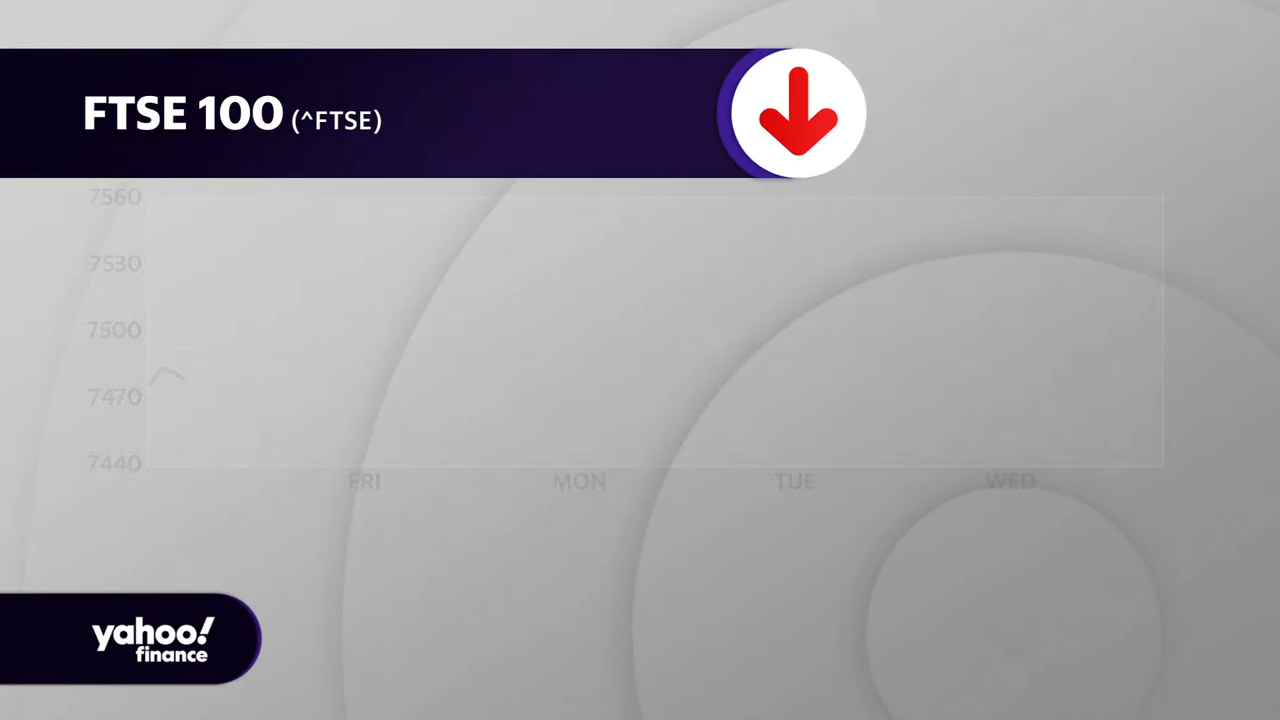 FTSE 100 (^FTSE)
7560
7530
7500
7470
7440
FRI MON TUE WED
yahoo!
finance